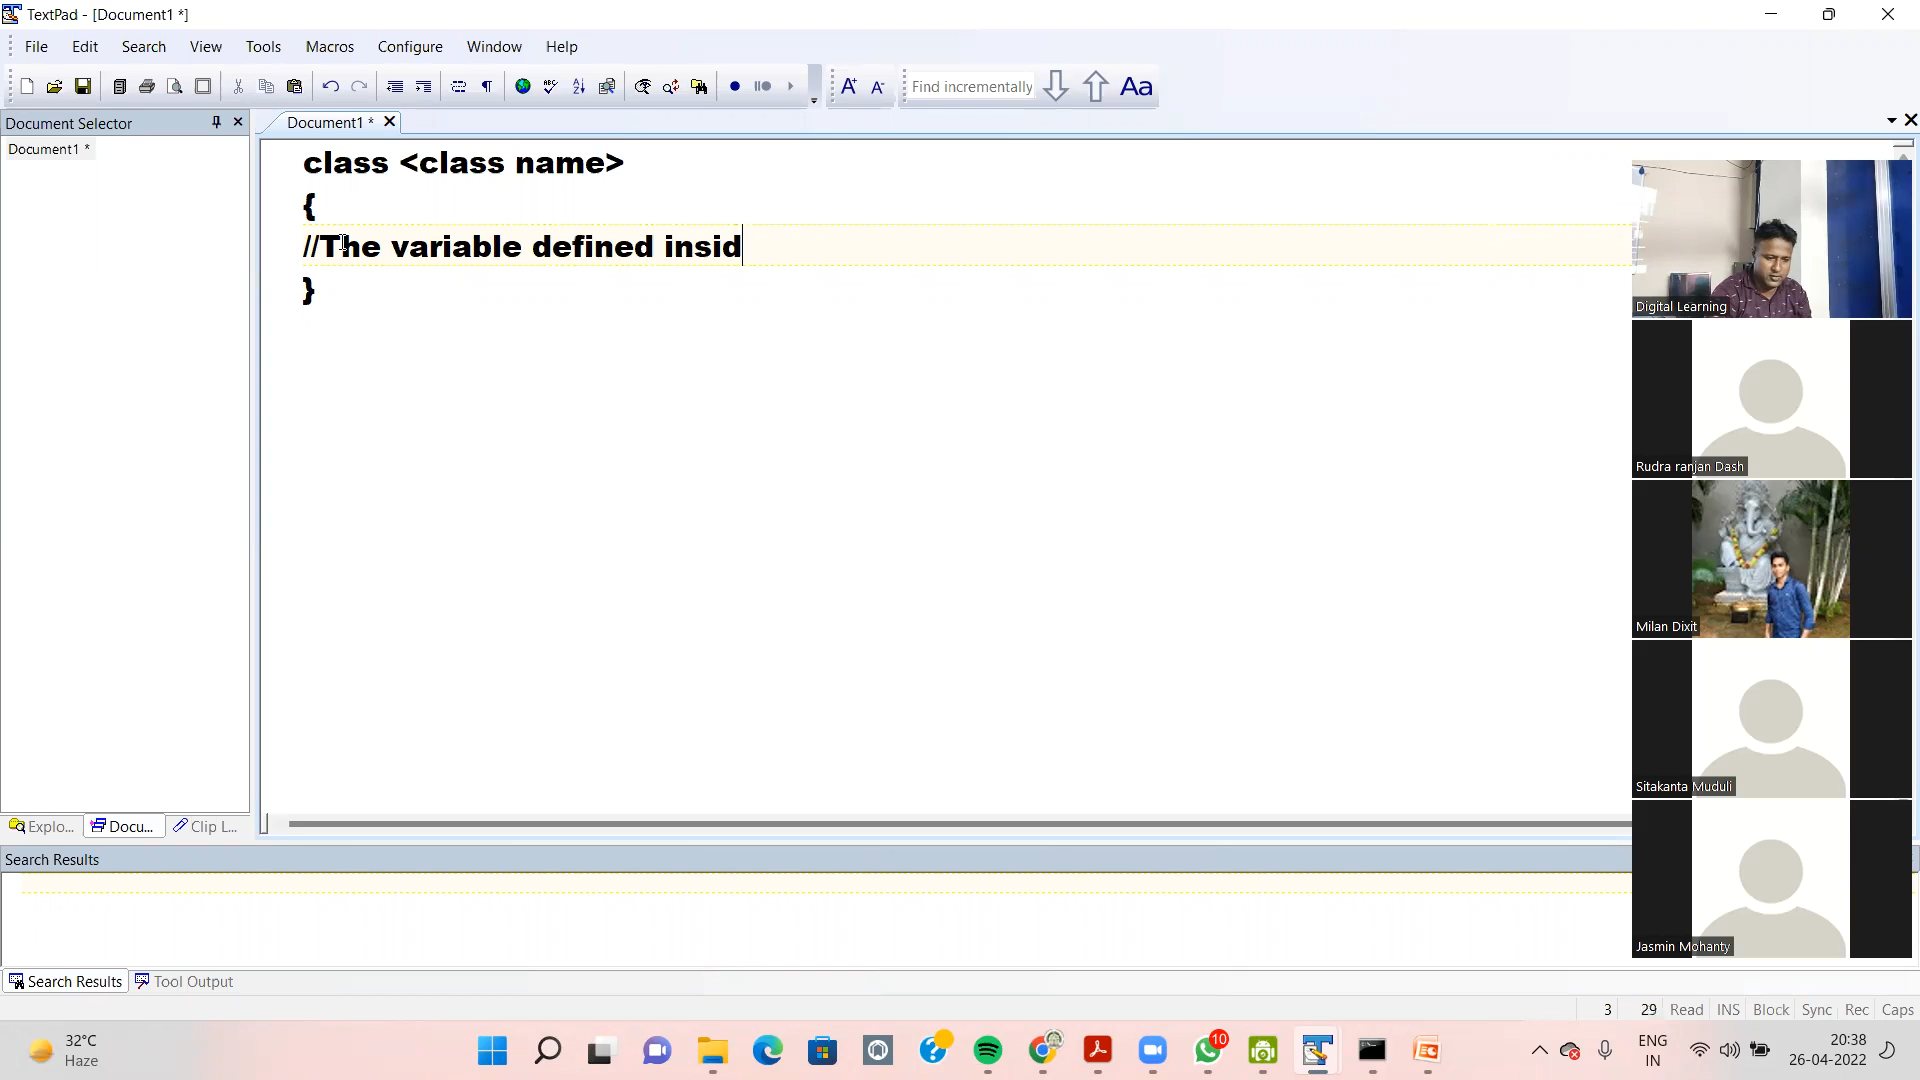 TextPad - [Document1 *]
File Edit Search View Tools Macros Configure Window Help
Find incrementally
Aa
Document Selector
Document1 *
Document1 *
class <class name>
{
//The variable defined insid
}
Digital Learning
Rudra ranjan Dash
Milan Dixit
Sitakanta Muduli
Jasmin Mohanty
Explo... Docu... Clip L...
Search Results
Search Results Tool Output
3 29 Read INS Block Sync Rec Caps
32°C
Haze
10
ENG
IN
20:38
26-04-2022